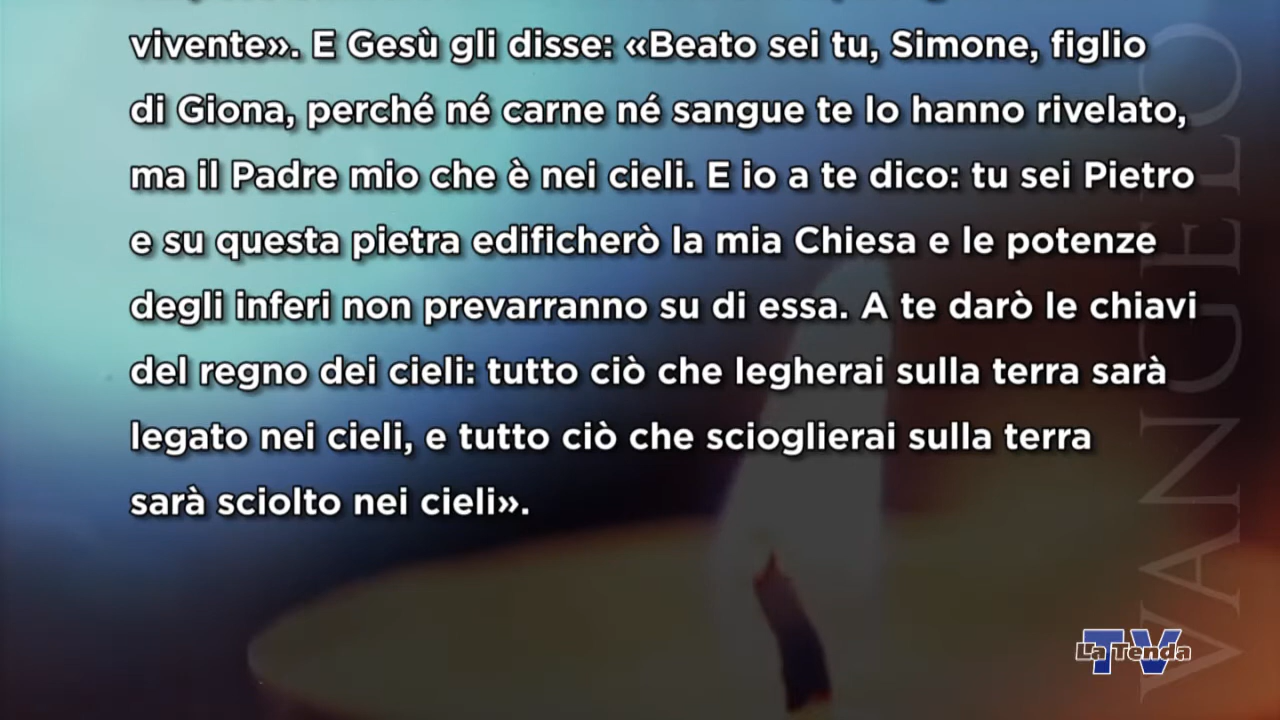 vivente». E Gesù gli disse: «Beato sei tu, Simone, figlio
di Giona, perché né carne né sangue te lo hanno rivelato,
ma il Padre mio che è nei cieli. E io a te dico: tu sei Pietro
e su questa pietra edificherò la mia Chiesa e le potenze
degli inferi non prevarranno su di essa. A te darò le chiavi
del regno dei cieli: tutto ciò che legherai sulla terra sarà
legato nei cieli, e tutto ciò che scioglierai sulla terra
sarà sciolto nei cieli».
VANGELO
TV
La Tenda